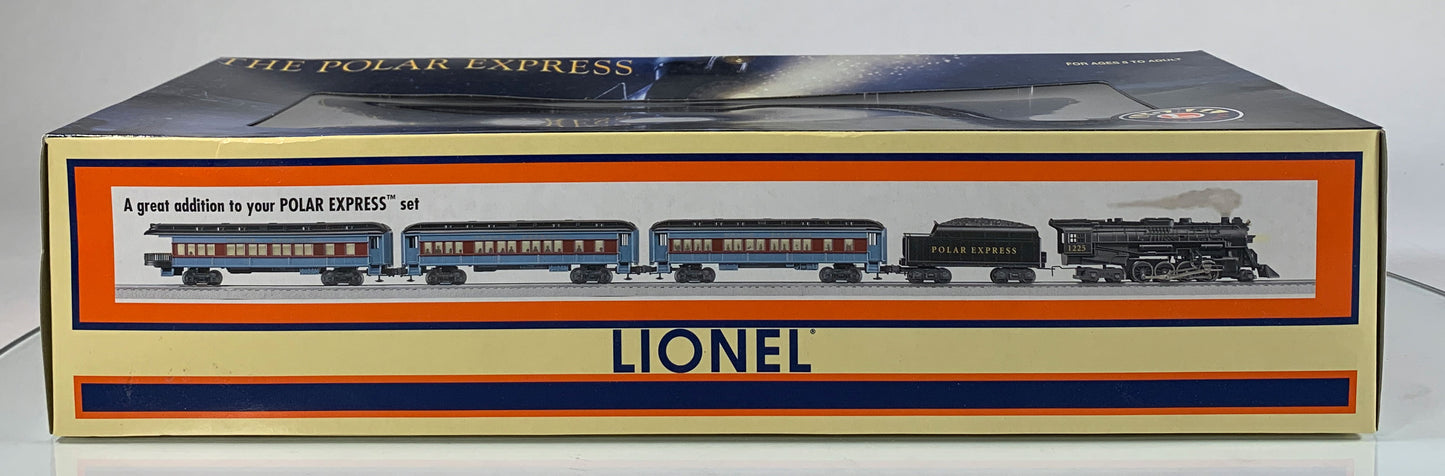 THE POLAR EXPRESS
FOR AGES 8 TO ADULT
A great addition to your POLAR EXPRESS™ set
POLAR EXPRESS
1225
LIONEL®